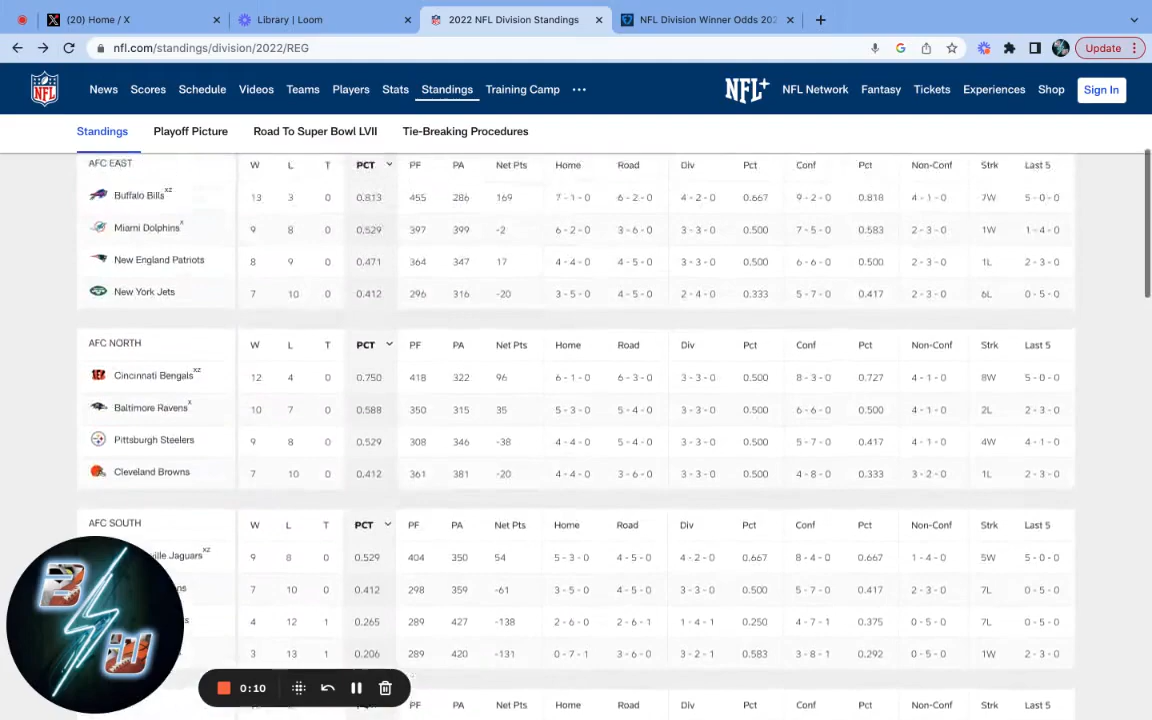 (20) Home / X
Library | Loom
2022 NFL Division Standings
NFL Division Winner Odds 202
nfl.com/standings/division/2022/REG
Update
NFL
News Scores Schedule Videos Teams Players Stats Standings Training Camp
NFL+ NFL Network Fantasy Tickets Experiences Shop Sign In
Standings Playoff Picture Road To Super Bowl LVII Tie-Breaking Procedures
AFC EAST W L T PCT PF PA Net Pts Home Road Div Pct Conf Pct Non-Conf Strk Last 5
Buffalo Bills xz 13 3 0 0.813 455 286 169 7 - 1 - 0 6 - 2 - 0 4 - 2 - 0 0.667 9 - 2 - 0 0.818 4 - 1 - 0 7W 5 - 0 - 0
Miami Dolphins x 9 8 0 0.529 397 399 -2 6 - 2 - 0 3 - 6 - 0 3 - 3 - 0 0.500 7 - 5 - 0 0.583 2 - 3 - 0 1W 1 - 4 - 0
New England Patriots 8 9 0 0.471 364 347 17 4 - 4 - 0 4 - 5 - 0 3 - 3 - 0 0.500 6 - 6 - 0 0.500 2 - 3 - 0 1L 2 - 3 - 0
New York Jets 7 10 0 0.412 296 316 -20 3 - 5 - 0 4 - 5 - 0 2 - 4 - 0 0.333 5 - 7 - 0 0.417 2 - 3 - 0 6L 0 - 5 - 0
AFC NORTH W L T PCT PF PA Net Pts Home Road Div Pct Conf Pct Non-Conf Strk Last 5
Cincinnati Bengals xz 12 4 0 0.750 418 322 96 6 - 1 - 0 6 - 3 - 0 3 - 3 - 0 0.500 8 - 3 - 0 0.727 4 - 1 - 0 8W 5 - 0 - 0
Baltimore Ravens x 10 7 0 0.588 350 315 35 5 - 3 - 0 5 - 4 - 0 3 - 3 - 0 0.500 6 - 6 - 0 0.500 4 - 1 - 0 2L 2 - 3 - 0
Pittsburgh Steelers 9 8 0 0.529 308 346 -38 4 - 4 - 0 5 - 4 - 0 3 - 3 - 0 0.500 5 - 7 - 0 0.417 4 - 1 - 0 4W 4 - 1 - 0
Cleveland Browns 7 10 0 0.412 361 381 -20 4 - 4 - 0 3 - 6 - 0 3 - 3 - 0 0.500 4 - 8 - 0 0.333 3 - 2 - 0 1L 2 - 3 - 0
AFC SOUTH W L T PCT PF PA Net Pts Home Road Div Pct Conf Pct Non-Conf Strk Last 5
ville Jaguars xz 9 8 0 0.529 404 350 54 5 - 3 - 0 4 - 5 - 0 4 - 2 - 0 0.667 8 - 4 - 0 0.667 1 - 4 - 0 5W 5 - 0 - 0
ns 7 10 0 0.412 298 359 -61 3 - 5 - 0 4 - 5 - 0 3 - 3 - 0 0.500 5 - 7 - 0 0.417 2 - 3 - 0 7L 0 - 5 - 0
s 4 12 1 0.265 289 427 -138 2 - 6 - 0 2 - 6 - 1 1 - 4 - 1 0.250 4 - 7 - 1 0.375 0 - 5 - 0 7L 0 - 5 - 0
3 13 1 0.206 289 420 -131 0 - 7 - 1 3 - 6 - 0 3 - 2 - 1 0.583 3 - 8 - 1 0.292 0 - 5 - 0 1W 2 - 3 - 0
PF PA Net Pts Home Road Div Pct Conf Pct Non-Conf Strk Last 5
B
iU
0:10